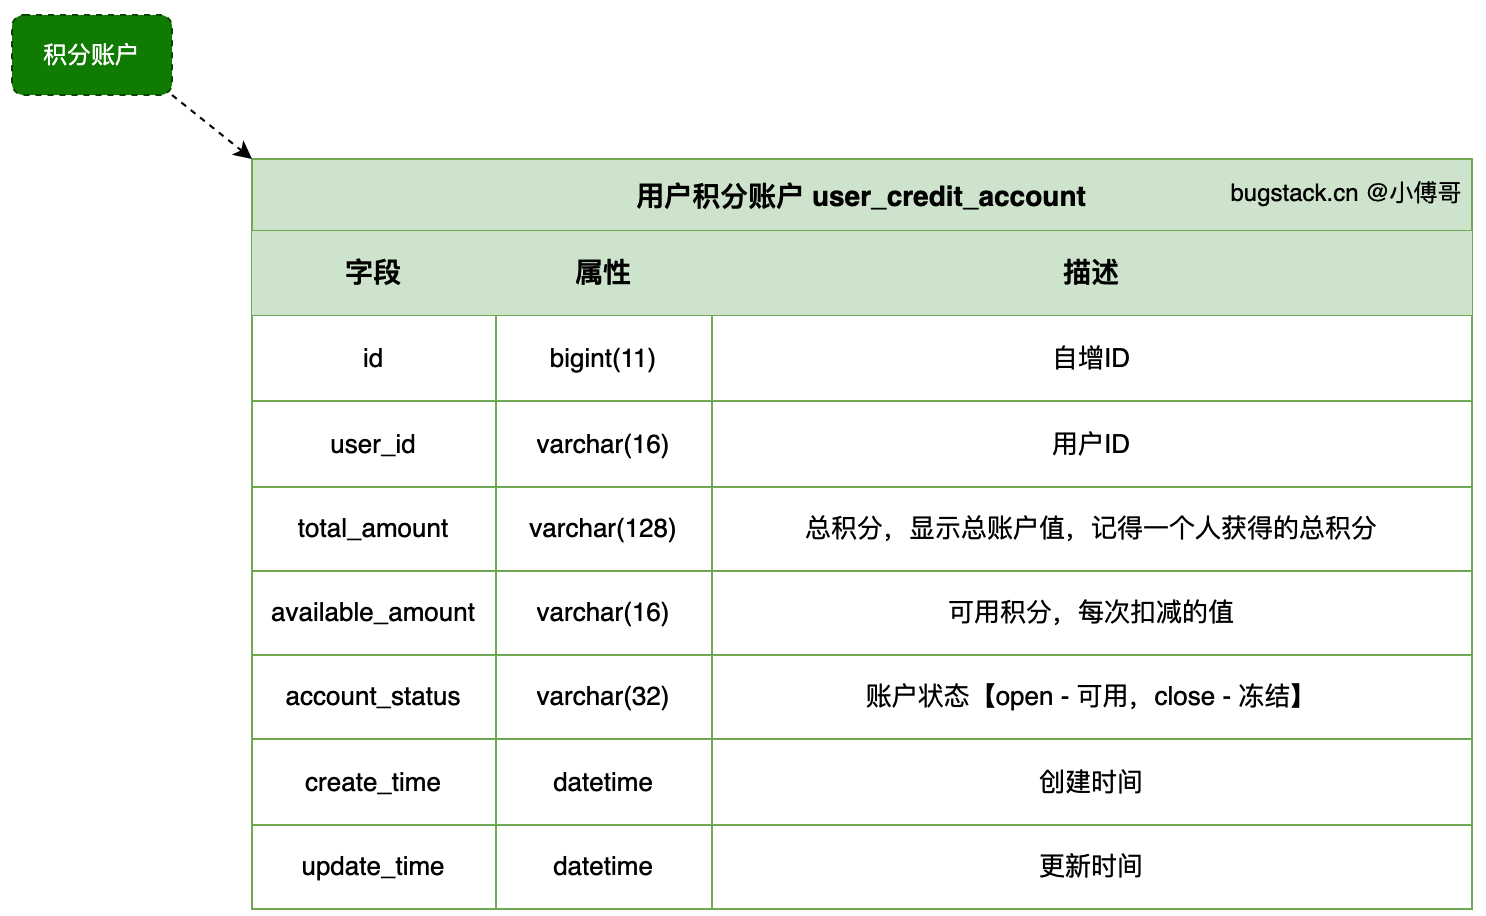 积分账户
用户积分账户 user_credit_account
bugstack.cn @小傅哥
字段 属性 描述
id bigint(11) 自增ID
user_id varchar(16) 用户ID
total_amount varchar(128) 总积分，显示总账户值，记得一个人获得的总积分
available_amount varchar(16) 可用积分，每次扣减的值
account_status varchar(32) 账户状态【open - 可用，close - 冻结】
create_time datetime 创建时间
update_time datetime 更新时间